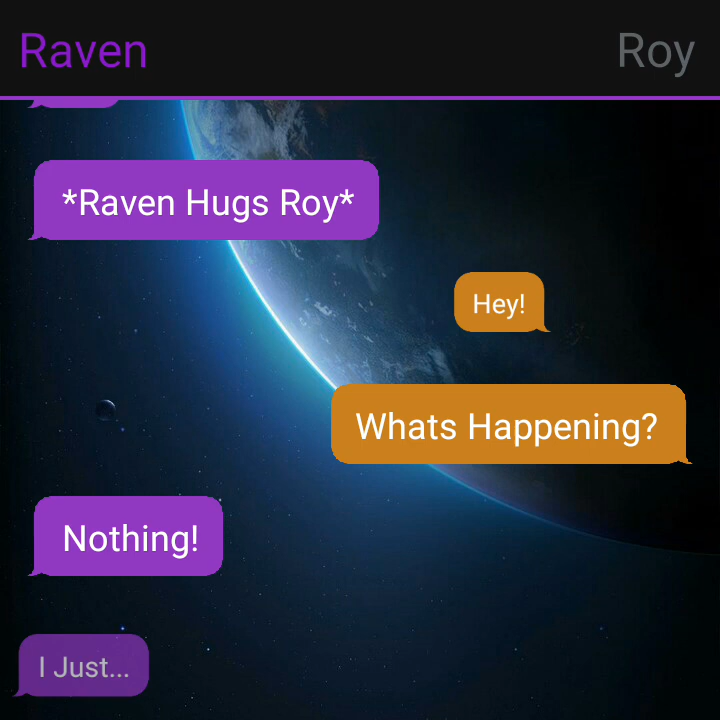 Raven
Roy
*Raven Hugs Roy*
Hey!
Whats Happening?
Nothing!
I Just...